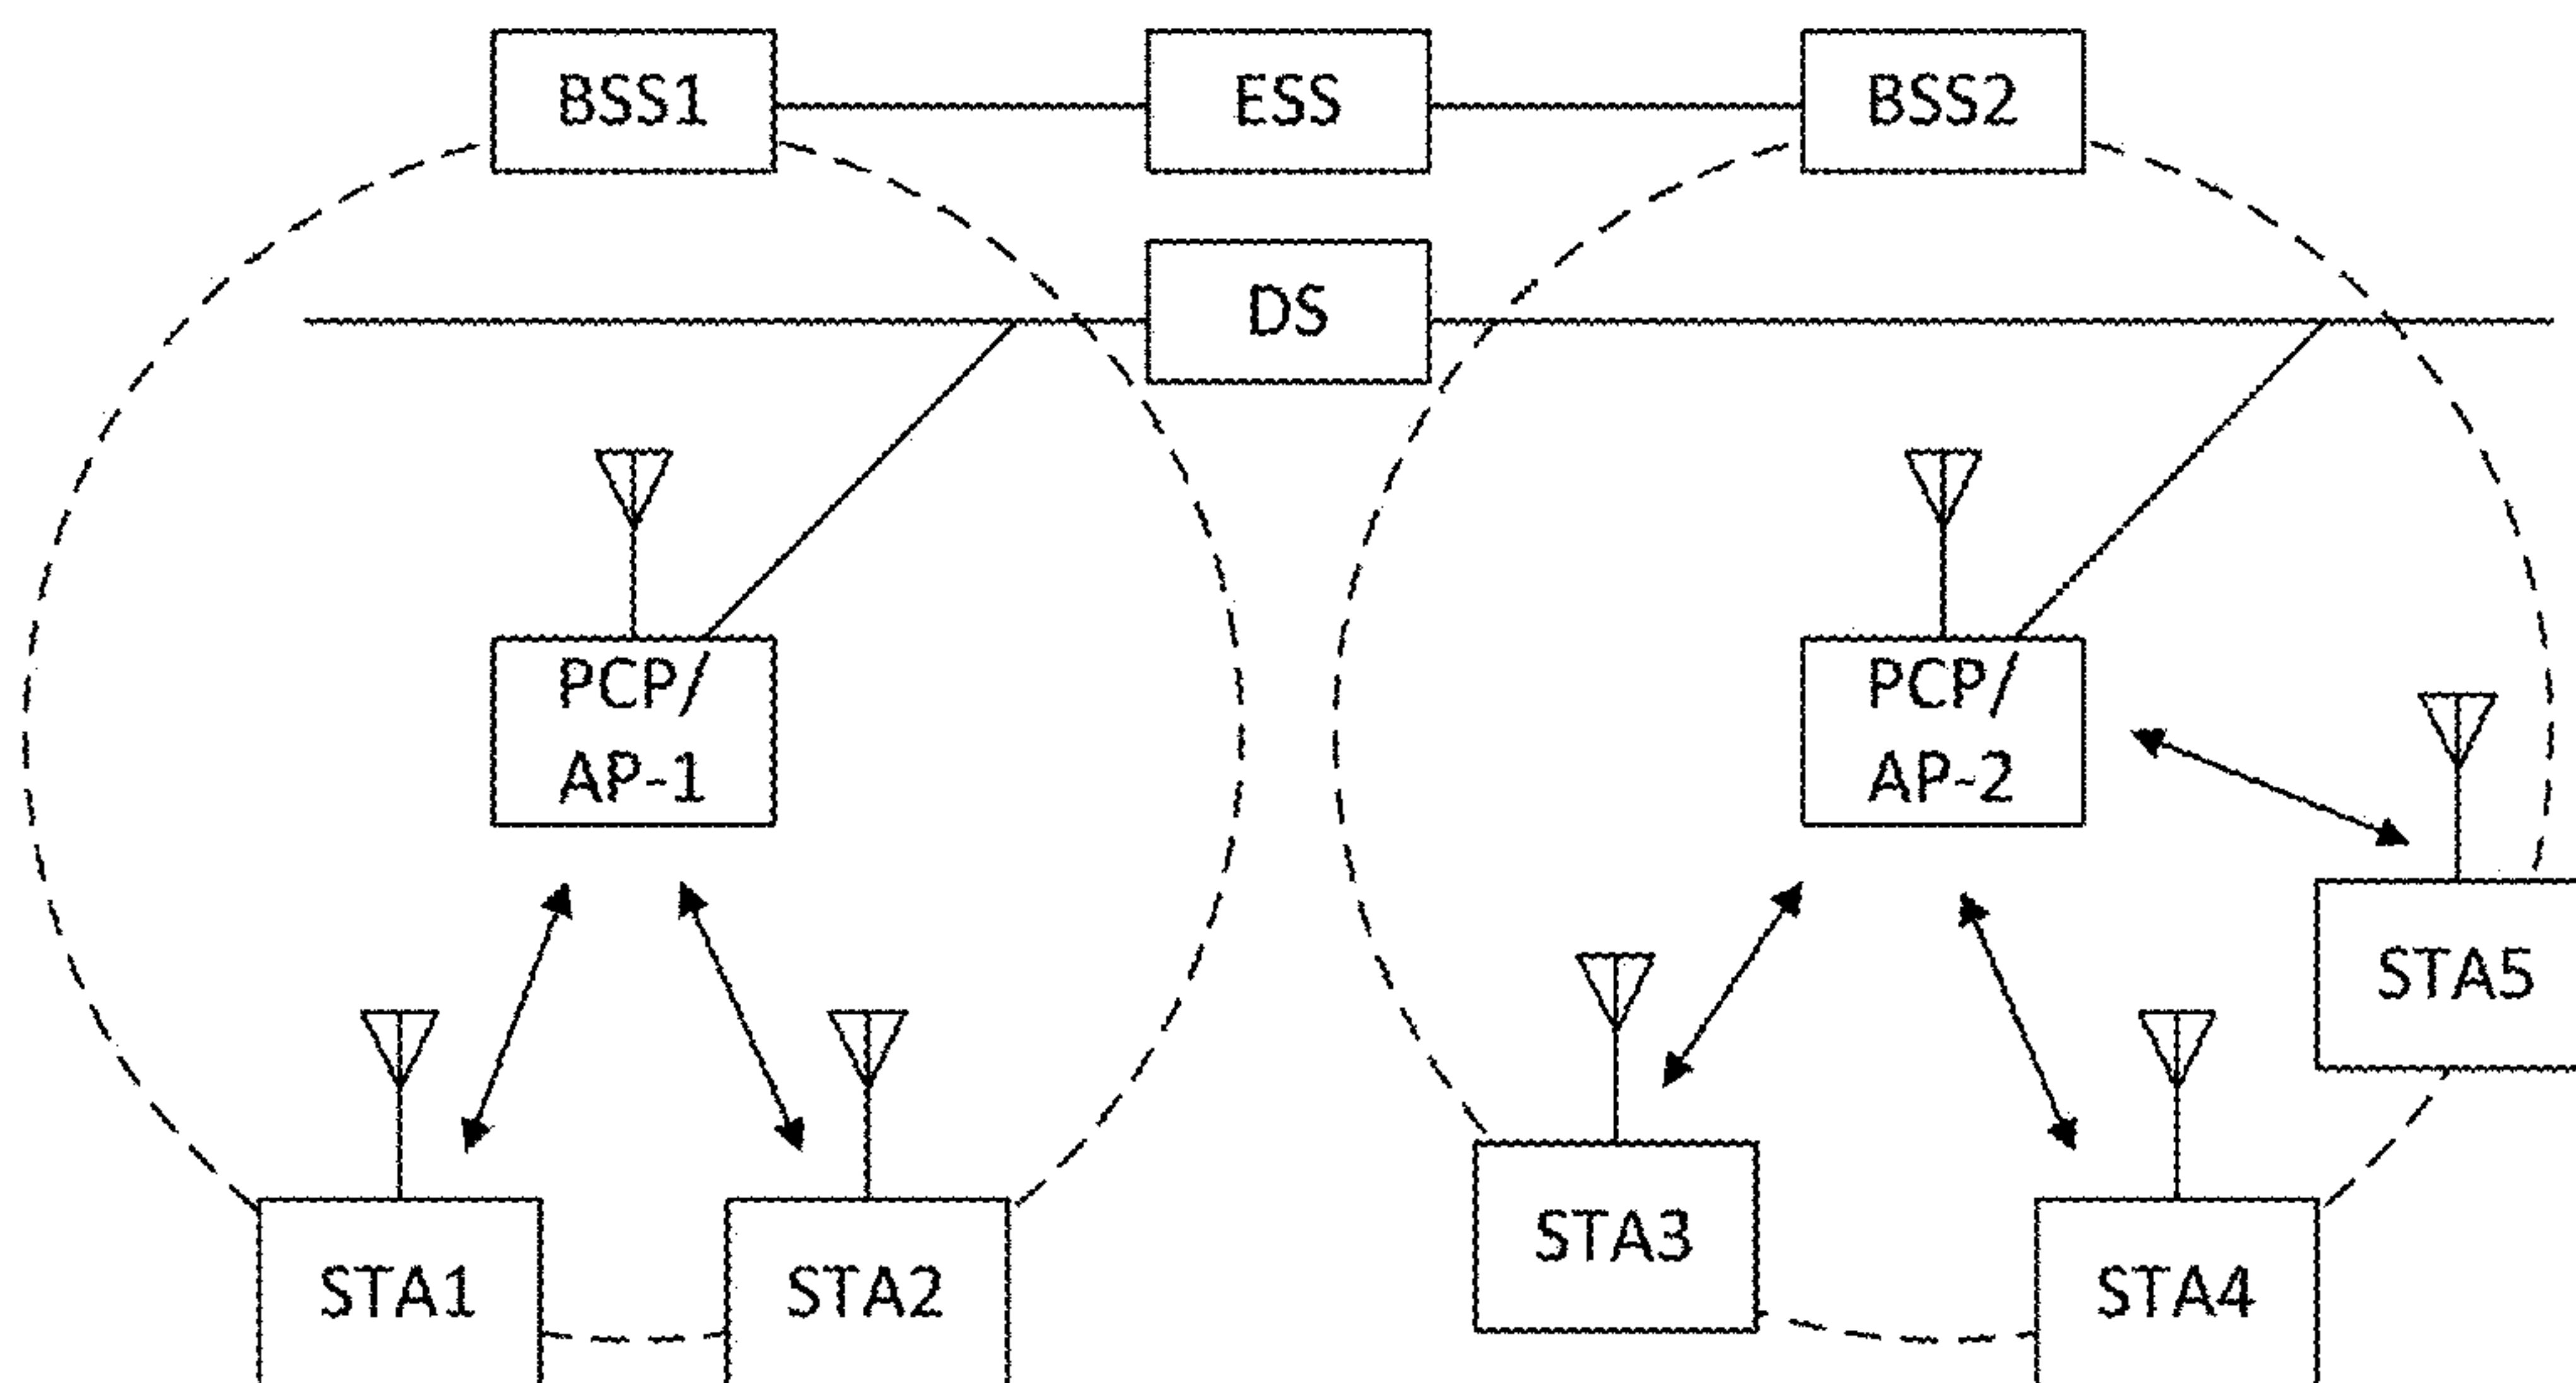 BSS1
ESS
BSS2
DS
PCP/
AP-1
PCP/
AP-2
STA5
STA3
STA1
STA2
STA4